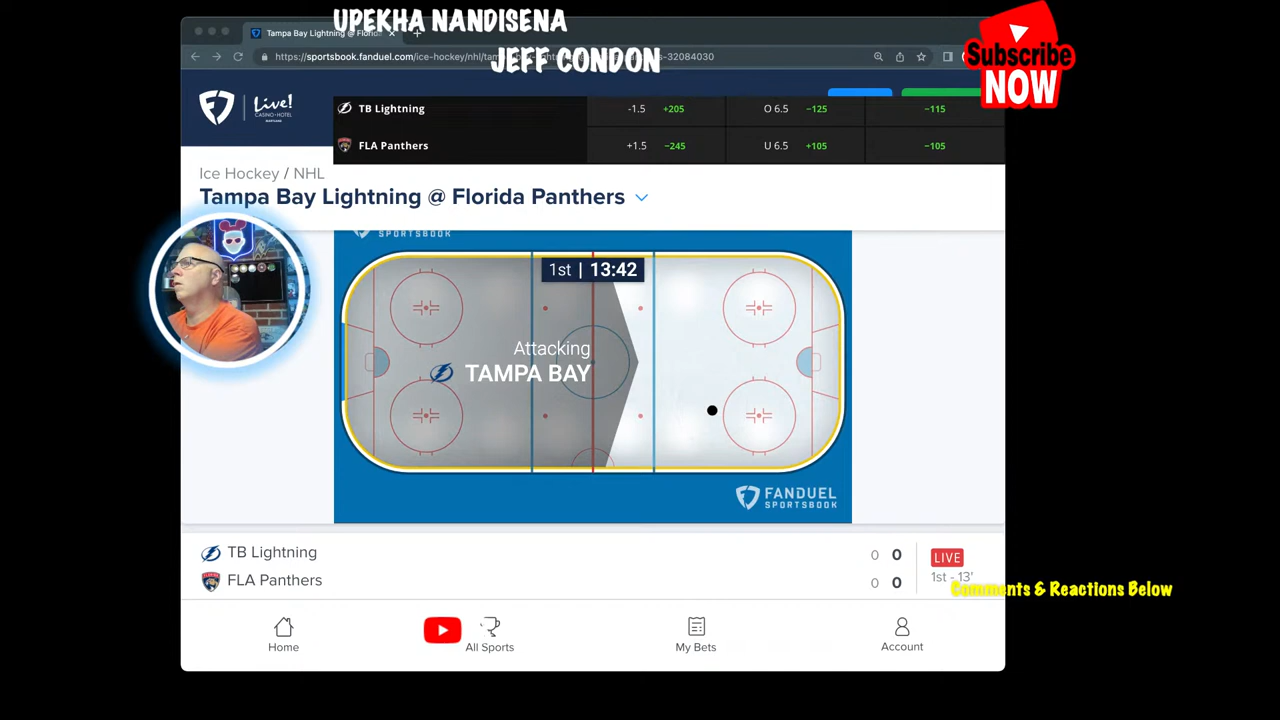 UPEKHA NANDISENA
JEFF CONDON
Subscribe
NOW
Tampa Bay Lightning @ Florid
https://sportsbook.fanduel.com/ice-hockey/nhl/tam
s-32084030
Live!
CASINO HOTEL
MARYLAND
TB Lightning -1.5 +205 O 6.5 −125 −115
FLA Panthers +1.5 −245 U 6.5 +105 −105
Ice Hockey / NHL
Tampa Bay Lightning @ Florida Panthers
SPORTSBOOK
1st | 13:42
Attacking
TAMPA BAY
FANDUEL
SPORTSBOOK
TB Lightning 0 0
FLA Panthers 0 0
LIVE
1st - 13'
Comments & Reactions Below
Home
All Sports
My Bets
Account